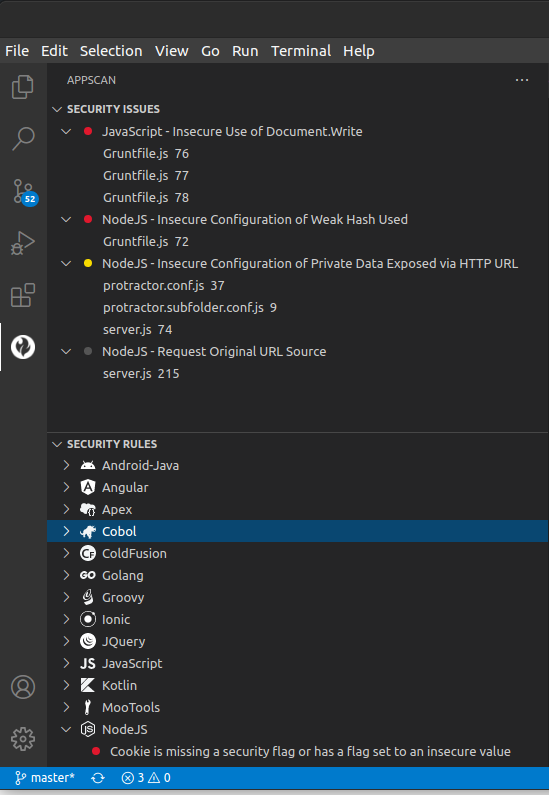 File Edit Selection View Go Run Terminal Help
APPSCAN
SECURITY ISSUES
JavaScript - Insecure Use of Document.Write
Gruntfile.js 76
Gruntfile.js 77
Gruntfile.js 78
52
NodeJS - Insecure Configuration of Weak Hash Used
Gruntfile.js 72
NodeJS - Insecure Configuration of Private Data Exposed via HTTP URL
protractor.conf.js 37
protractor.subfolder.conf.js 9
server.js 74
NodeJS - Request Original URL Source
server.js 215
SECURITY RULES
Android-Java
Angular
Apex
Cobol
CF ColdFusion
GO Golang
Groovy
Ionic
JQuery
JS JavaScript
Kotlin
MooTools
NodeJS
Cookie is missing a security flag or has a flag set to an insecure value
master* 3 0